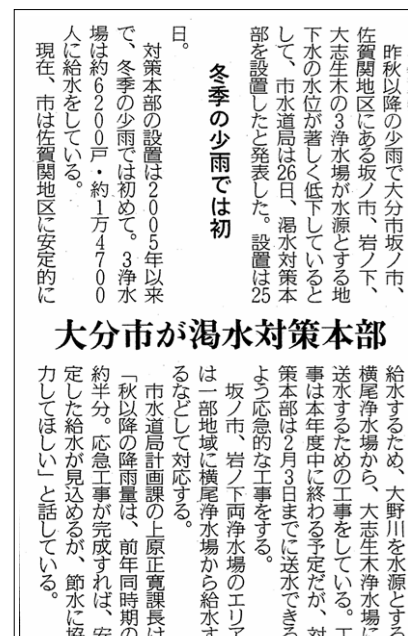 大分市が渇水対策本部
冬季の少雨では初
昨秋以降の少雨で大分市坂ノ市、
佐賀関地区にある坂ノ市、岩ノ下、
大志生木の3浄水場が水源とする地
下水の水位が著しく低下していると
して、市水道局は26日、渇水対策本
部を設置したと発表した。設置は25
日。
対策本部の設置は2005年以来
で、冬季の少雨では初めて。3浄水
場は約6200戸・約1万4700
人に給水をしている。
現在、市は佐賀関地区に安定的に
給水するため、大野川を水源とする
横尾浄水場から、大志生木浄水場に
送水するための工事をしている。工
事は本年度中に終わる予定だが、対
策本部は2月3日までに送水できる
よう応急的な工事をする。
坂ノ市、岩ノ下両浄水場のエリア
は一部地域に横尾浄水場から給水す
るなどして対応する。
市水道局計画課の上原正寛課長は
「秋以降の降雨量は、前年同時期の
約半分。応急工事が完成すれば、安
定した給水が見込めるが、節水に協
力してほしい」と話している。